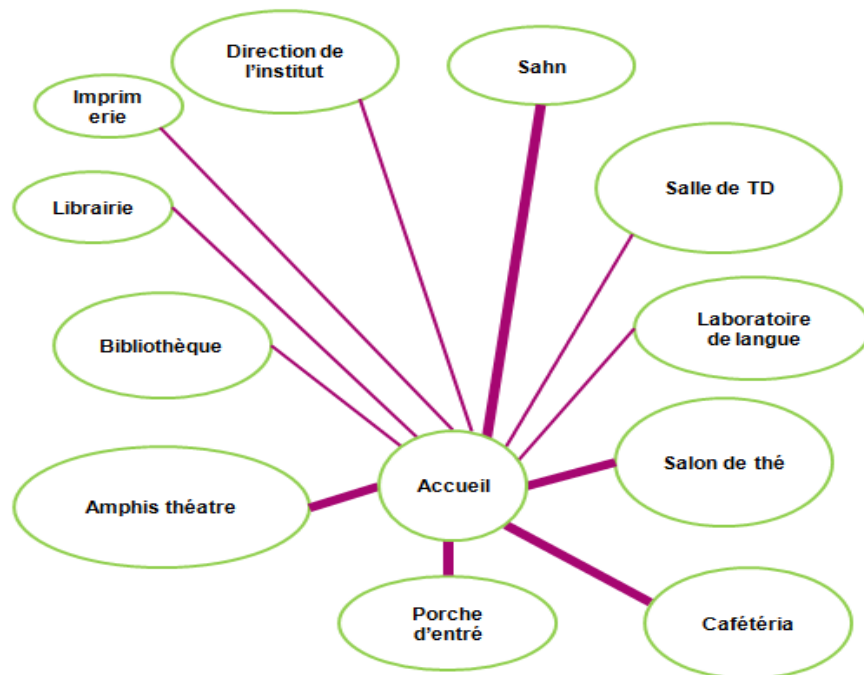 Direction de
l'institut
Sahn
Imprim
erie
Salle de TD
Librairie
Laboratoire
de langue
Bibliothèque
Salon de thé
Accueil
Amphis théatre
Porche
d'entré
Cafétéria